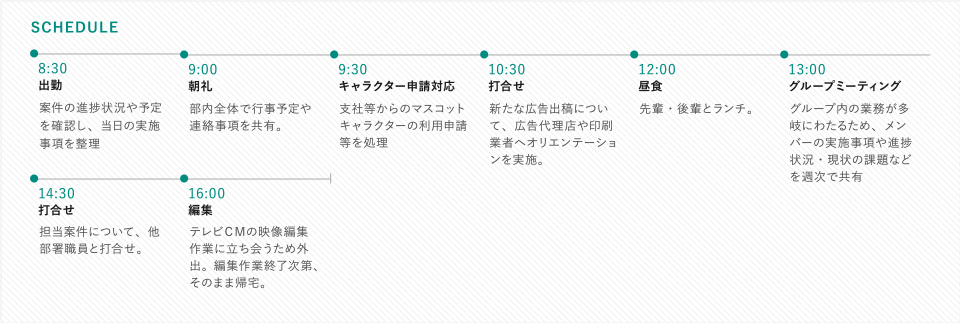 SCHEDULE
8:30
出勤
案件の進捗状況や予定
を確認し、当日の実施
事項を整理
9:00
朝礼
部内全体で行事予定や
連絡事項を共有。
9:30
キャラクター申請対応
支社等からのマスコット
キャラクターの利用申請
等を処理
10:30
打合せ
新たな広告出稿につい
て、広告代理店や印刷
業者へオリエンテーショ
ンを実施。
12:00
昼食
先輩・後輩とランチ。
13:00
グループミーティング
グループ内の業務が多
岐にわたるため、メン
バーの実施事項や進捗
状況・現状の課題など
を週次で共有
14:30
打合せ
担当案件について、他
部署職員と打合せ。
16:00
編集
テレビCMの映像編集
作業に立ち会うため外
出。編集作業終了次第、
そのまま帰宅。